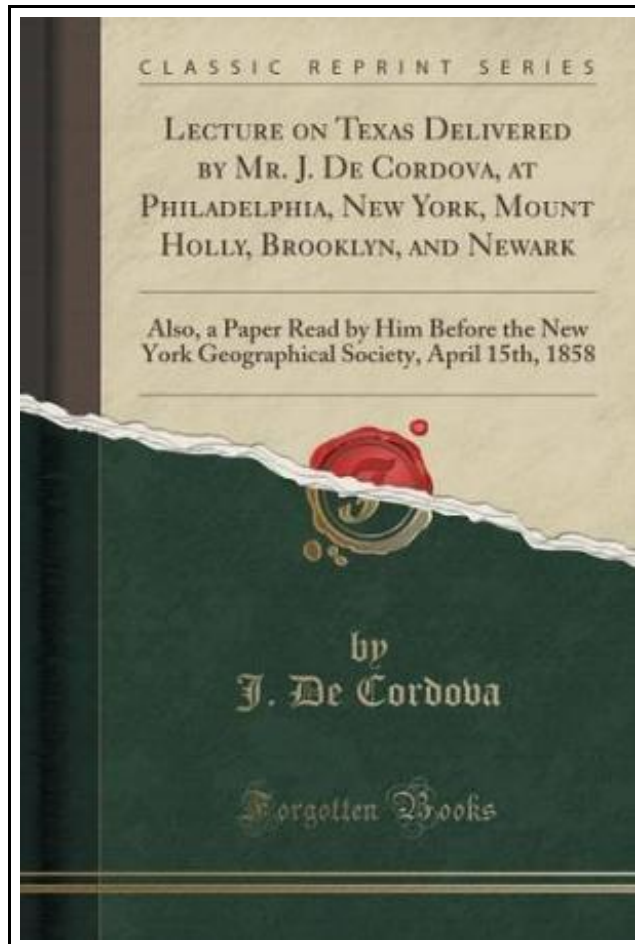 CLASSIC REPRINT SERIES
LECTURE ON TEXAS DELIVERED
BY MR. J. DE CORDOVA, AT
PHILADELPHIA, NEW YORK, MOUNT
HOLLY, BROOKLYN, AND NEWARK
Also, a Paper Read by Him Before the New
York Geographical Society, April 15th, 1858
by
J. De Cordova
Forgotten Books